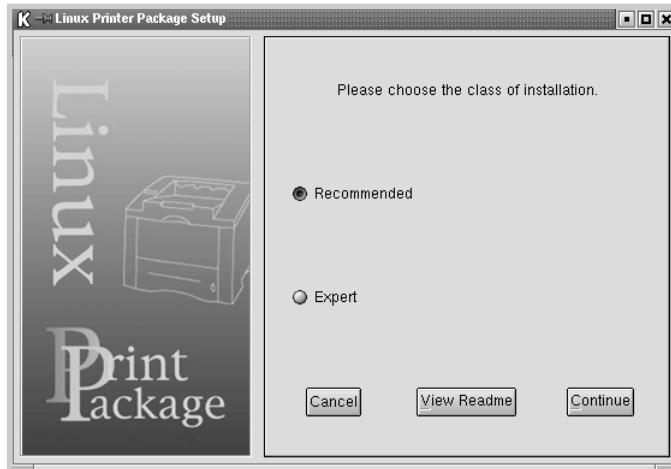 Linux Printer Package Setup
Linux
Print
Package
Please choose the class of installation.
Recommended
Expert
Cancel
View Readme
Continue